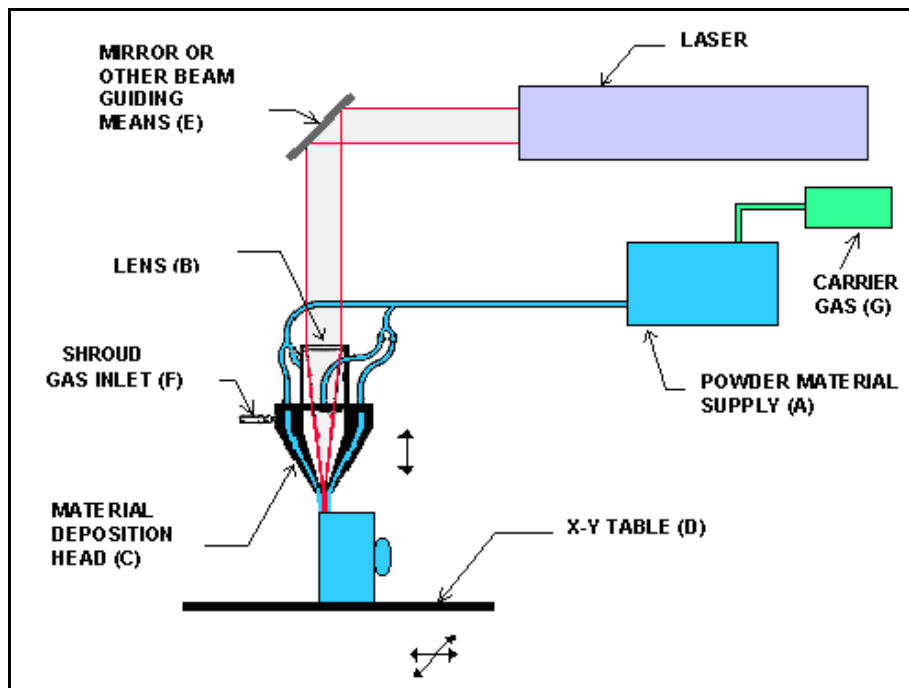 MIRROR OR
OTHER BEAM
GUIDING
MEANS (E)
LASER
LENS (B)
CARRIER
GAS (G)
SHROUD
GAS INLET (F)
POWDER MATERIAL
SUPPLY (A)
MATERIAL
DEPOSITION
HEAD (C)
X-Y TABLE (D)